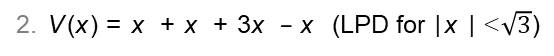 2. V(x) = x + x + 3x − x (LPD for |x | <√3)